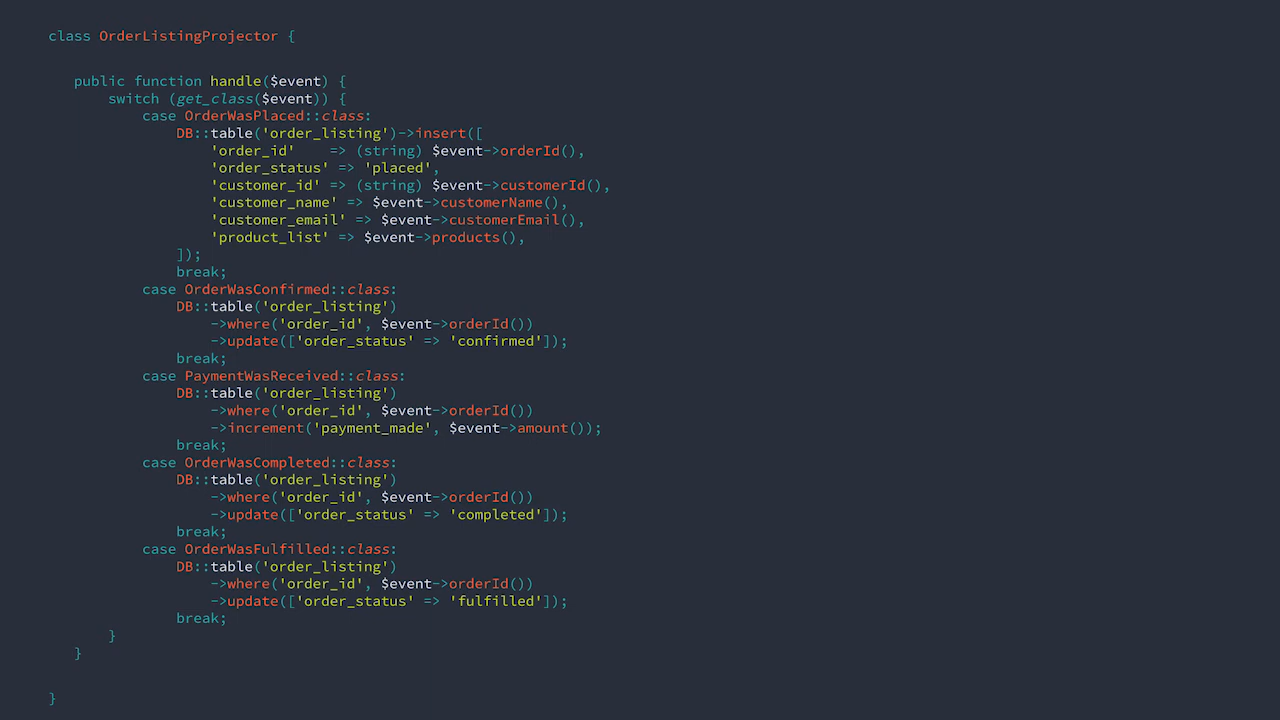 class OrderListingProjector {
public function handle($event) {
switch (get_class($event)) {
case OrderWasPlaced::class:
DB::table('order_listing')->insert([
'order_id'    => (string) $event->orderId(),
'order_status' => 'placed',
'customer_id' => (string) $event->customerId(),
'customer_name' => $event->customerName(),
'customer_email' => $event->customerEmail(),
'product_list' => $event->products(),
]);
break;
case OrderWasConfirmed::class:
DB::table('order_listing')
->where('order_id', $event->orderId())
->update(['order_status' => 'confirmed']);
break;
case PaymentWasReceived::class:
DB::table('order_listing')
->where('order_id', $event->orderId())
->increment('payment_made', $event->amount());
break;
case OrderWasCompleted::class:
DB::table('order_listing')
->where('order_id', $event->orderId())
->update(['order_status' => 'completed']);
break;
case OrderWasFulfilled::class:
DB::table('order_listing')
->where('order_id', $event->orderId())
->update(['order_status' => 'fulfilled']);
break;
}
}
}